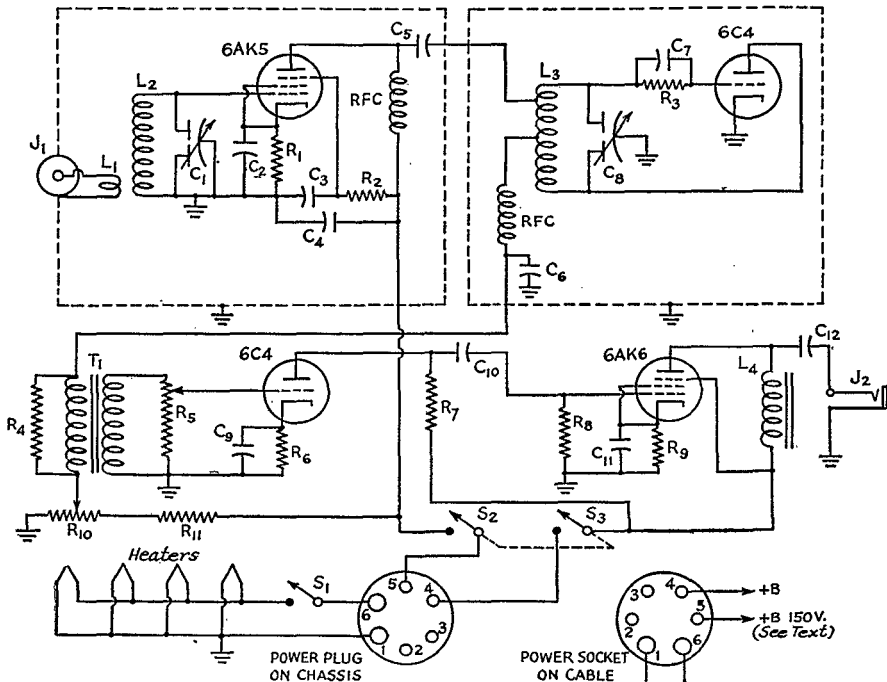 C5
6AK5
L2
RFC
J1
L1
C1
C2
R1
C3
R2
C4
C7
6C4
L3
R3
C8
RFC
C6
T1
6C4
C10
6AK6
L4
C12
J2
R4
R5
R7
R8
C9
R6
C11
R9
R10
R11
S2
S3
Heaters
S1
5
4
6
3
1
2
POWER PLUG
ON CHASSIS
3
4
+B
5
+B 150V.
(See Text)
2
1
6
POWER SOCKET
ON CABLE